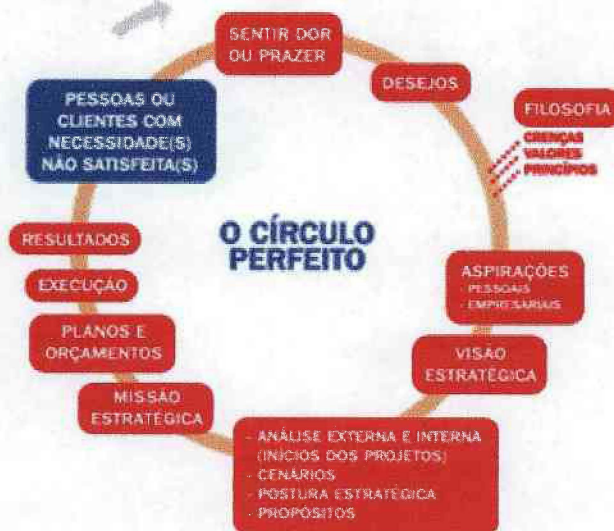 SENTIR DOR
OU PRAZER
DESEJOS
FILOSOFIA
CRENÇAS
VALORES
PRINCÍPIOS
ASPIRAÇÕES
- PESSOAIS
- EMPRESARIAIS
VISÃO
ESTRATÉGICA
- ANÁLISE EXTERNA E INTERNA
(INÍCIOS DOS PROJETOS)
- CENÁRIOS
- POSTURA ESTRATÉGICA
- PROPÓSITOS
MISSÃO
ESTRATÉGICA
PLANOS E
ORÇAMENTOS
EXECUÇÃO
RESULTADOS
PESSOAS OU
CLIENTES COM
NECESSIDADE(S)
NÃO SATISFEITA(S)
O CÍRCULO
PERFEITO